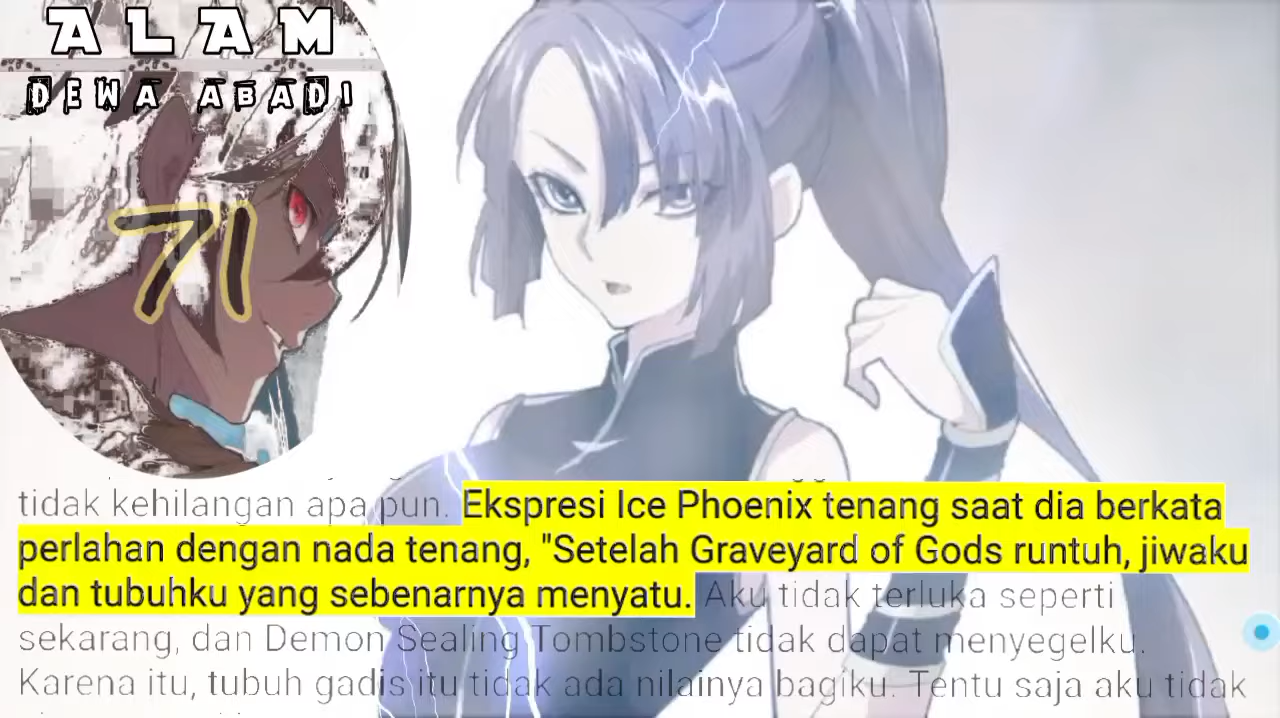 ALAM
DEWA ABADI
71
tidak kehilangan apa pun. Ekspresi Ice Phoenix tenang saat dia berkata
perlahan dengan nada tenang, "Setelah Graveyard of Gods runtuh, jiwaku
dan tubuhku yang sebenarnya menyatu. Aku tidak terluka seperti
sekarang, dan Demon Sealing Tombstone tidak dapat menyegelku.
Karena itu, tubuh gadis itu tidak ada nilainya bagiku. Tentu saja aku tidak